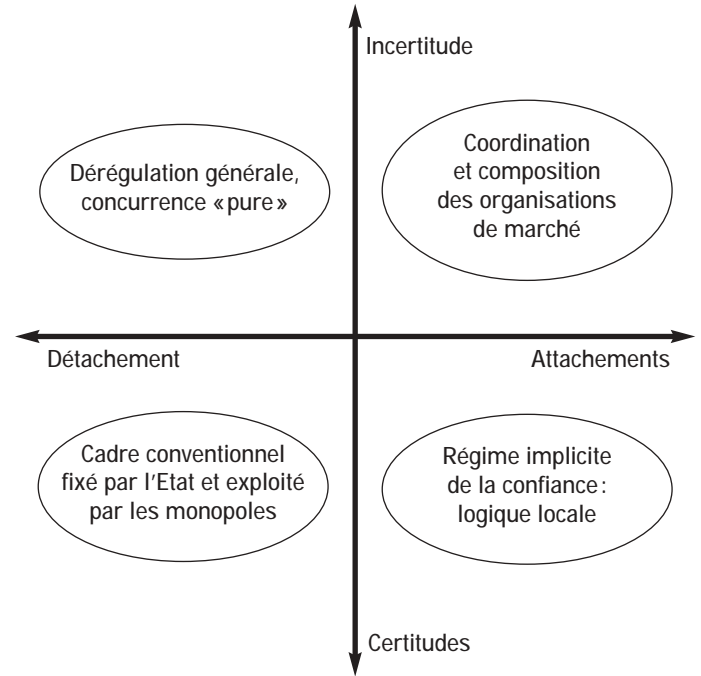 Incertitude
Dérégulation générale,
concurrence «pure»
Coordination
et composition
des organisations
de marché
Détachement
Attachements
Cadre conventionnel
fixé par l'Etat et exploité
par les monopoles
Régime implicite
de la confiance:
logique locale
Certitudes